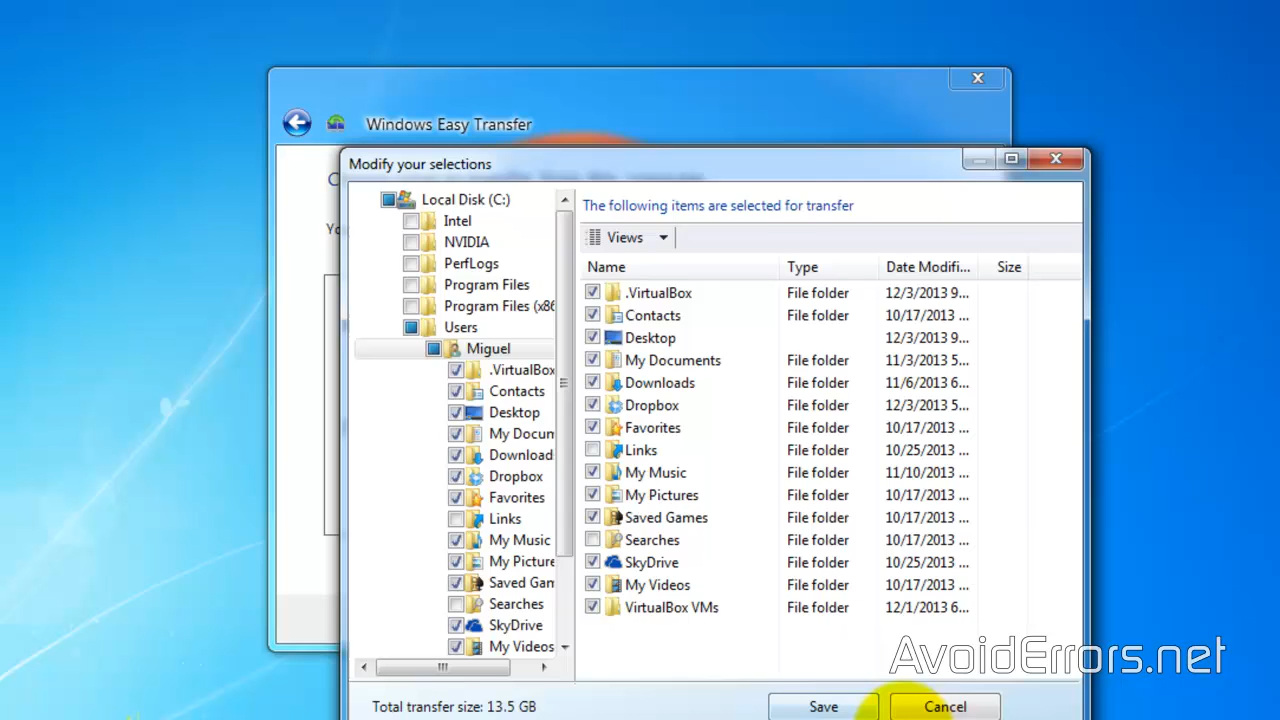 Windows Easy Transfer
Modify your selections
Local Disk (C:)
Intel
NVIDIA
PerfLogs
Program Files
Program Files (x86
Users
Miguel
.VirtualBox
Contacts
Desktop
My Docum
Download
Dropbox
Favorites
Links
My Music
My Picture
Saved Gam
Searches
SkyDrive
My Videos
The following items are selected for transfer
Views
Name Type Date Modifi... Size
.VirtualBox File folder 12/3/2013 9...
Contacts File folder 10/17/2013 ...
Desktop 12/3/2013 9...
My Documents File folder 11/3/2013 5...
Downloads File folder 11/6/2013 6...
Dropbox File folder 12/3/2013 5...
Favorites File folder 10/17/2013 ...
Links File folder 10/25/2013 ...
My Music File folder 11/10/2013 ...
My Pictures File folder 10/17/2013 ...
Saved Games File folder 10/17/2013 ...
Searches File folder 10/17/2013 ...
SkyDrive File folder 10/25/2013 ...
My Videos File folder 10/17/2013 ...
VirtualBox VMs File folder 12/1/2013 6...
AvoidErrors.net
Total transfer size: 13.5 GB
Save Cancel